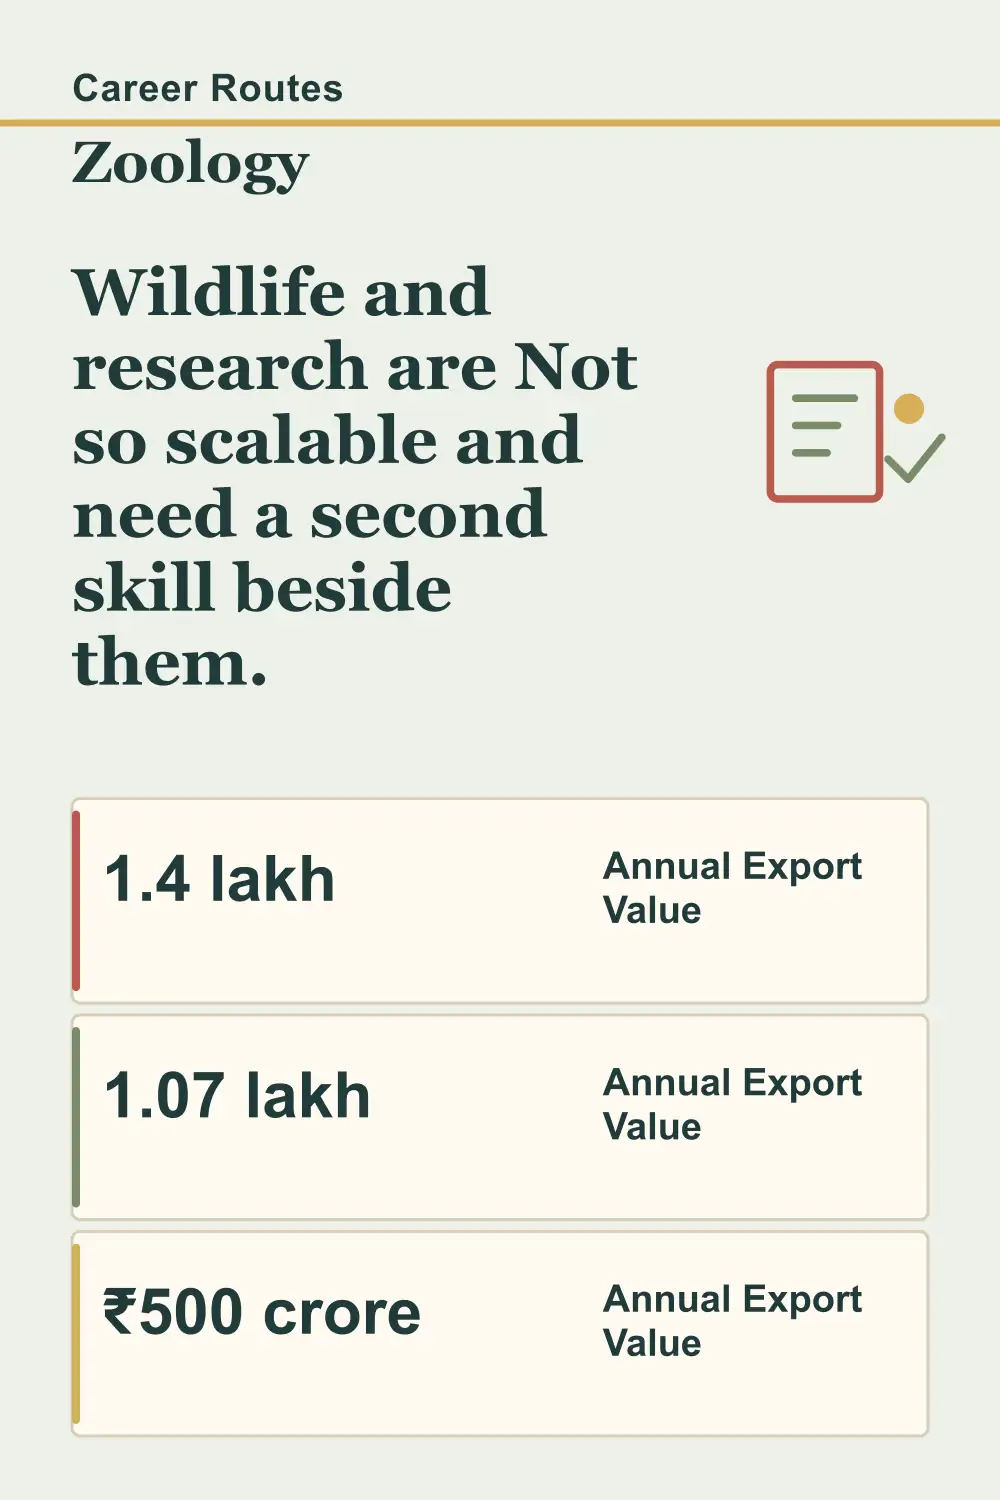 Career Routes
Zoology
Wildlife and
research are Not
so scalable and
need a second
skill beside
them.
1.4 lakh
Annual Export
Value
1.07 lakh
Annual Export
Value
₹500 crore
Annual Export
Value